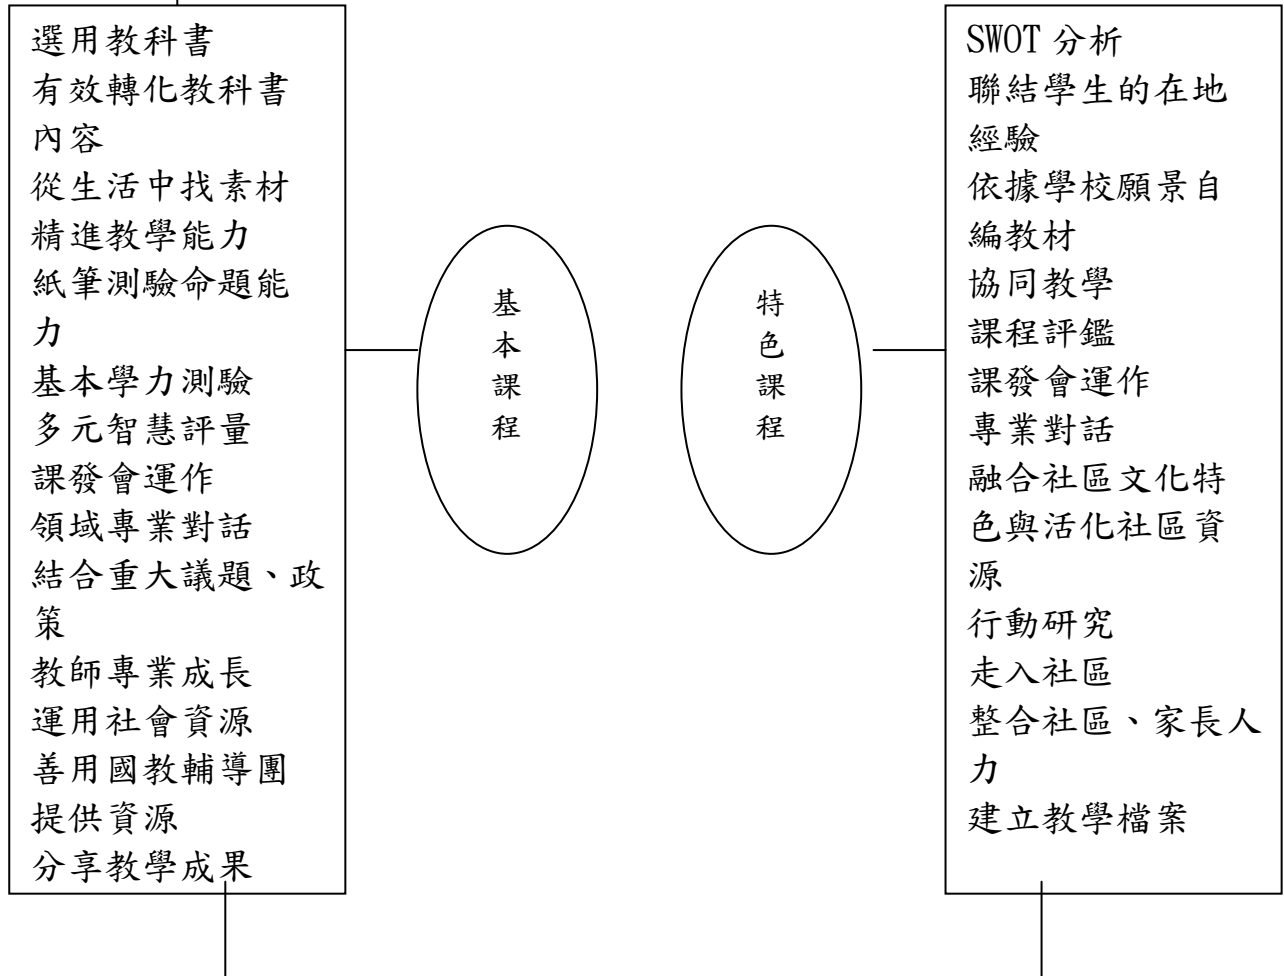 選用教科書
有效轉化教科書
內容
從生活中找素材
精進教學能力
紙筆測驗命題能
力
基本學力測驗
多元智慧評量
課發會運作
領域專業對話
結合重大議題、政
策
教師專業成長
運用社會資源
善用國教輔導團
提供資源
分享教學成果
基
本
課
程
特
色
課
程
SWOT 分析
聯結學生的在地
經驗
依據學校願景自
編教材
協同教學
課程評鑑
課發會運作
專業對話
融合社區文化特
色與活化社區資
源
行動研究
走入社區
整合社區、家長人
力
建立教學檔案